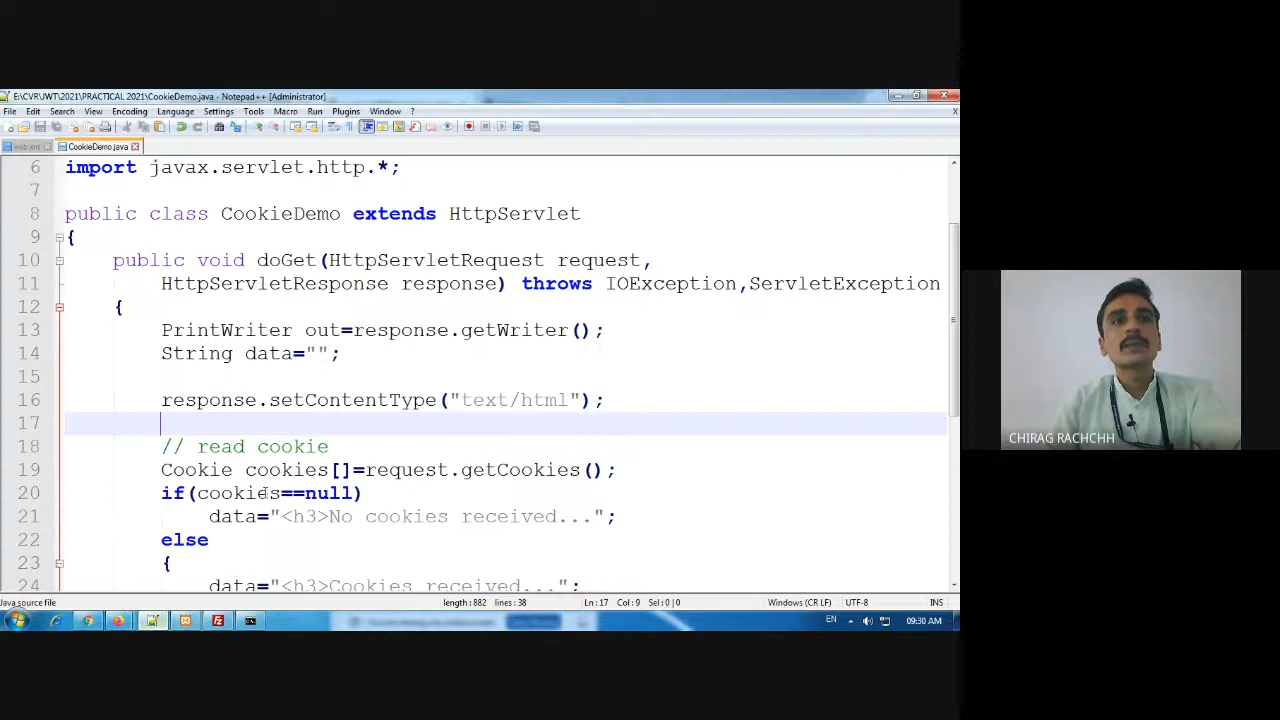 E:\CVR\JWT\2021\PRACTICAL 2021\CookieDemo.java - Notepad++ [Administrator]
File Edit Search View Encoding Language Settings Tools Macro Run Plugins Window ?
X
web.xml CookieDemo.java
6 import javax.servlet.http.*;
7
8 public class CookieDemo extends HttpServlet
9 {
10 public void doGet(HttpServletRequest request,
11 HttpServletResponse response) throws IOException,ServletException
12 {
13 PrintWriter out=response.getWriter();
14 String data="";
15
16 response.setContentType("text/html");
17
18 // read cookie
19 Cookie cookies[]=request.getCookies();
20 if(cookies==null)
21 data="<h3>No cookies received...";
22 else
23 {
24 data="<h3>Cookies received...";
Java source file length : 882 lines : 38 Ln : 17 Col : 9 Sel : 0 | 0 Windows (CR LF) UTF-8 INS
EN 09:30 AM
CHIRAG RACHCHH